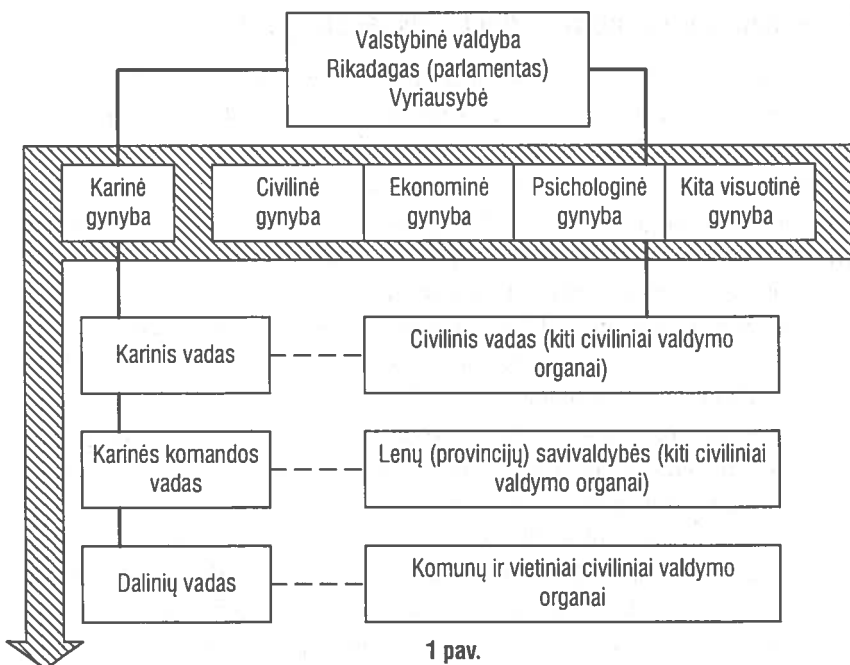 Valstybinė valdyba
Rikadagas (parlamentas)
Vyriausybė
Karinė
gynyba
Civilinė
gynyba
Ekonominė
gynyba
Psichologinė
gynyba
Kita visuotinė
gynyba
Karinis vadas
Civilinis vadas (kiti civiliniai valdymo
organai)
Karinės komandos
vadas
Lenų (provincijų) savivaldybės (kiti civiliniai
valdymo organai)
Dalinių vadas
Komunų ir vietiniai civiliniai valdymo
organai
1 pav.